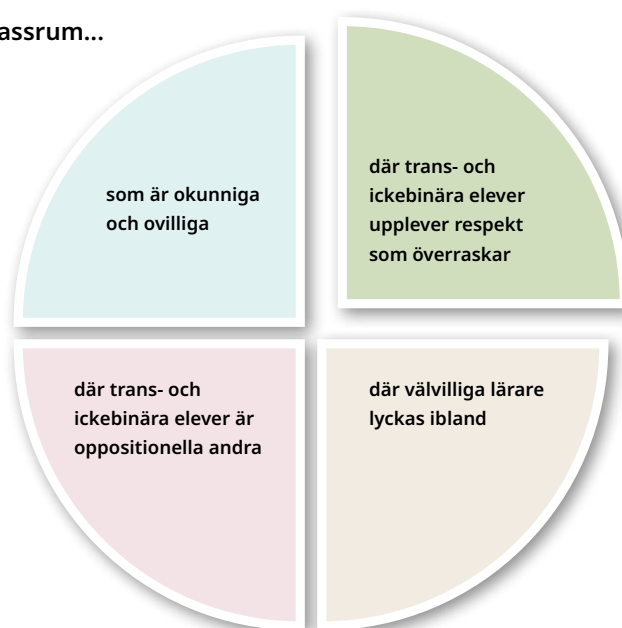 assrum...
som är okunniga
och ovilliga
där trans- och
ickebinära elever
upplever respekt
som överraskar
där trans- och
ickebinära elever är
oppositionella andra
där välvilliga lärare
lyckas ibland